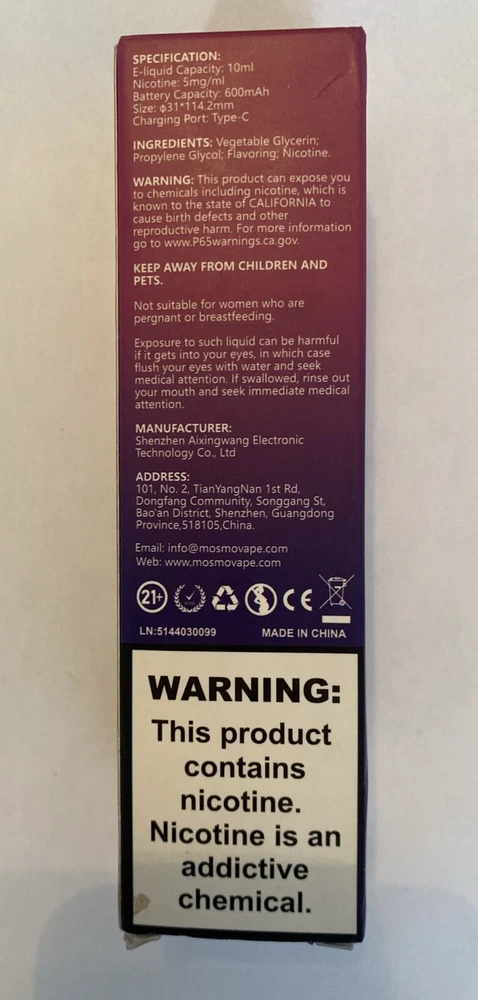 SPECIFICATION:
E-liquid Capacity: 10ml
Nicotine: 5mg/ml
Battery Capacity: 600mAh
Size: ϕ31*114.2mm
Charging Port: Type-C
INGREDIENTS: Vegetable Glycerin;
Propylene Glycol; Flavoring; Nicotine.
WARNING: This product can expose you
to chemicals including nicotine, which is
known to the state of CALIFORNIA to
cause birth defects and other
reproductive harm. For more information
go to www.P65warnings.ca.gov.
KEEP AWAY FROM CHILDREN AND
PETS.
Not suitable for women who are
pergnant or breastfeeding.
Exposure to such liquid can be harmful
if it gets into your eyes, in which case
flush your eyes with water and seek
medical attention. If swallowed, rinse out
your mouth and seek immediate medical
attention.
MANUFACTURER:
Shenzhen Aixingwang Electronic
Technology Co., Ltd
ADDRESS:
101, No. 2, TianYangNan 1st Rd,
Dongfang Community, Songgang St,
Bao'an District, Shenzhen, Guangdong
Province,518105,China.
Email: info@mosmovape.com
Web: www.mosmovape.com
21+ CE
LN:5144030099 MADE IN CHINA
WARNING:
This product
contains
nicotine.
Nicotine is an
addictive
chemical.